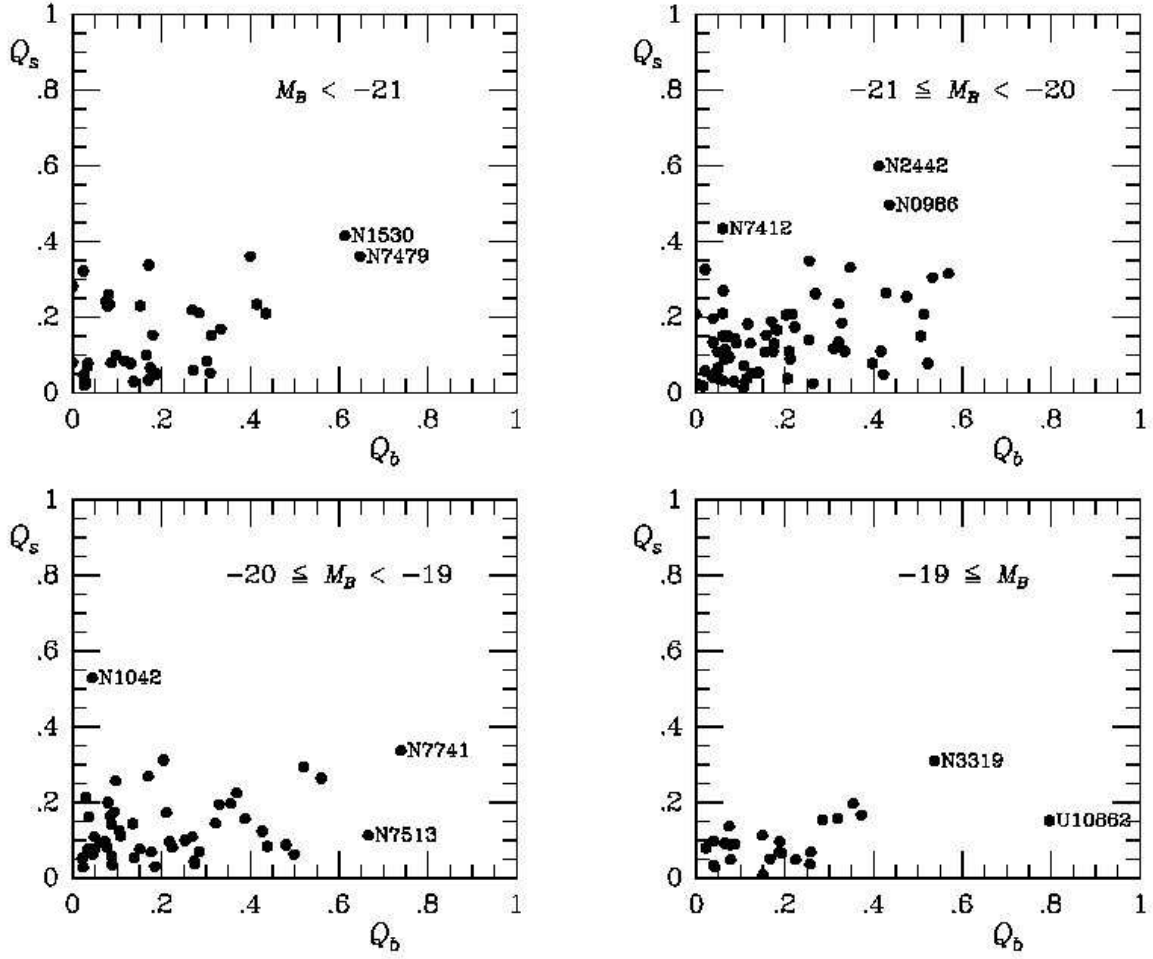 1
Q_s
.8
M_B < −21
.6
.4
N1530
N7479
.2
0
0 .2 .4 .6 .8 1
Q_b
1
Q_s
.8
−21 ≦ M_B < −20
.6
N2442
N0986
N7412
.4
.2
0
0 .2 .4 .6 .8 1
Q_b
1
Q_s
.8
−20 ≦ M_B < −19
.6
N1042
.4
N7741
.2
N7513
0
0 .2 .4 .6 .8 1
Q_b
1
Q_s
.8
−19 ≦ M_B
.6
.4
N3319
.2
U10862
0
0 .2 .4 .6 .8 1
Q_b